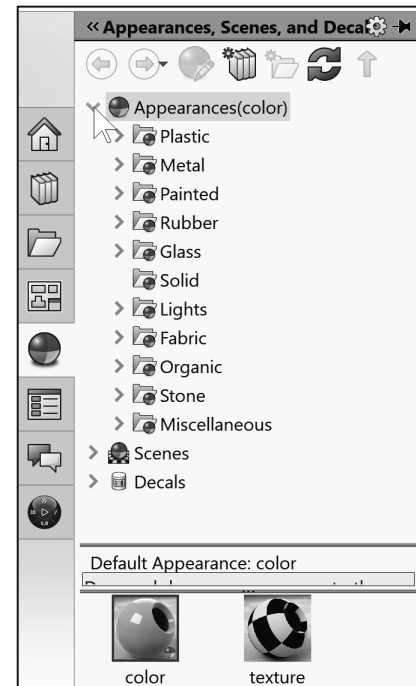 Appearances, Scenes, and Decal
Appearances(color)
Plastic
Metal
Painted
Rubber
Glass
Solid
Lights
Fabric
Organic
Stone
Miscellaneous
Scenes
Decals
Default Appearance: color
color
texture